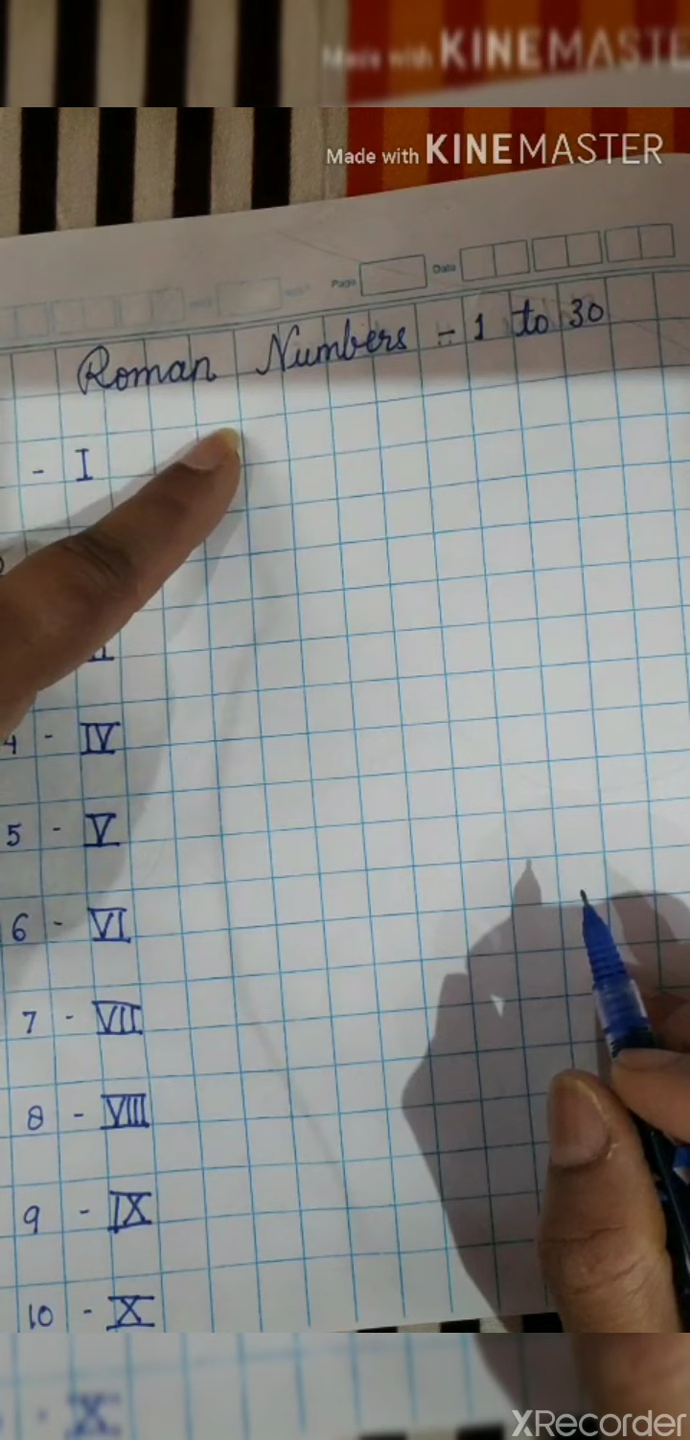 Made with KINEMASTE
Made with KINEMASTER
Page Date
Roman Numbers ÷ 1 to 30
- I
4 - IV
5 - V
6 - VI
7 - VII
8 - VIII
9 - IX
10 - X
- X
XRecorder